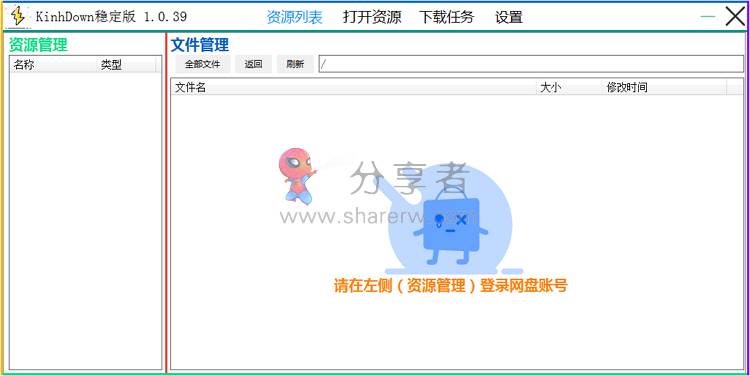 KinhDown稳定版 1.0.39 资源列表 打开资源 下载任务 设置
资源管理
名称 类型
文件管理
全部文件 返回 刷新 /
文件名 大小 修改时间
分享者
www.sharerw.com
请在左侧（资源管理）登录网盘账号